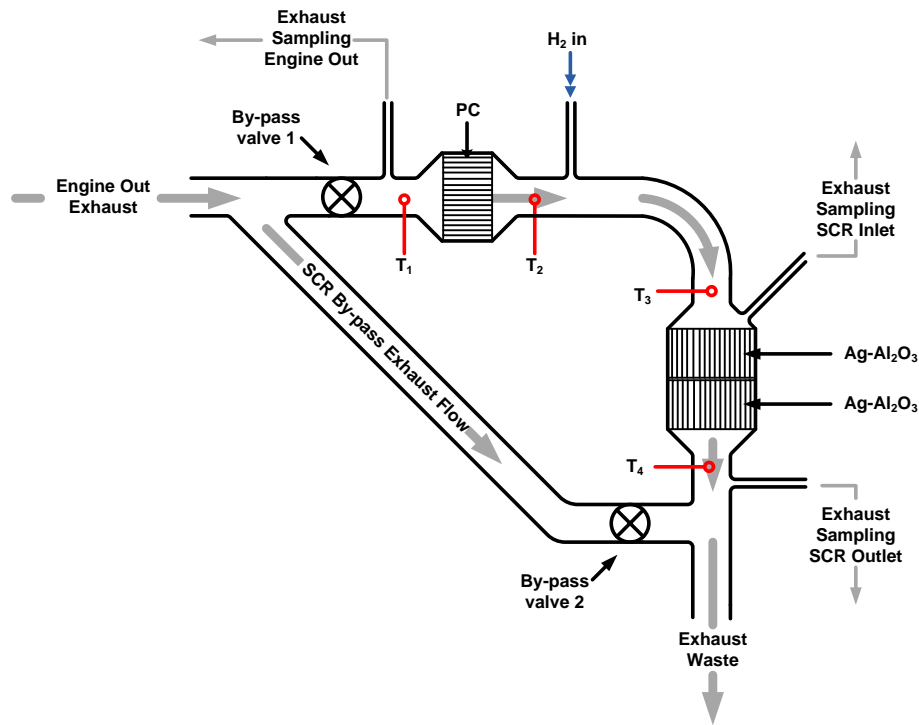 Exhaust
Sampling
Engine Out
H₂ in
By-pass
valve 1
PC
Engine Out
Exhaust
Exhaust
Sampling
SCR Inlet
T₁
T₂
T₃
SCR By-pass Exhaust Flow
Ag-Al₂O₃
Ag-Al₂O₃
T₄
Exhaust
Sampling
SCR Outlet
By-pass
valve 2
Exhaust
Waste